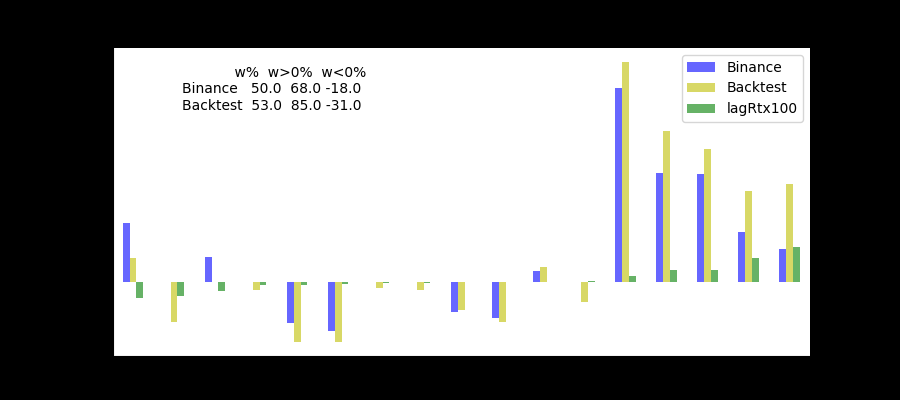 w% w>0% w<0%
Binance 50.0 68.0 -18.0
Backtest 53.0 85.0 -31.0
Binance
Backtest
lagRtx100